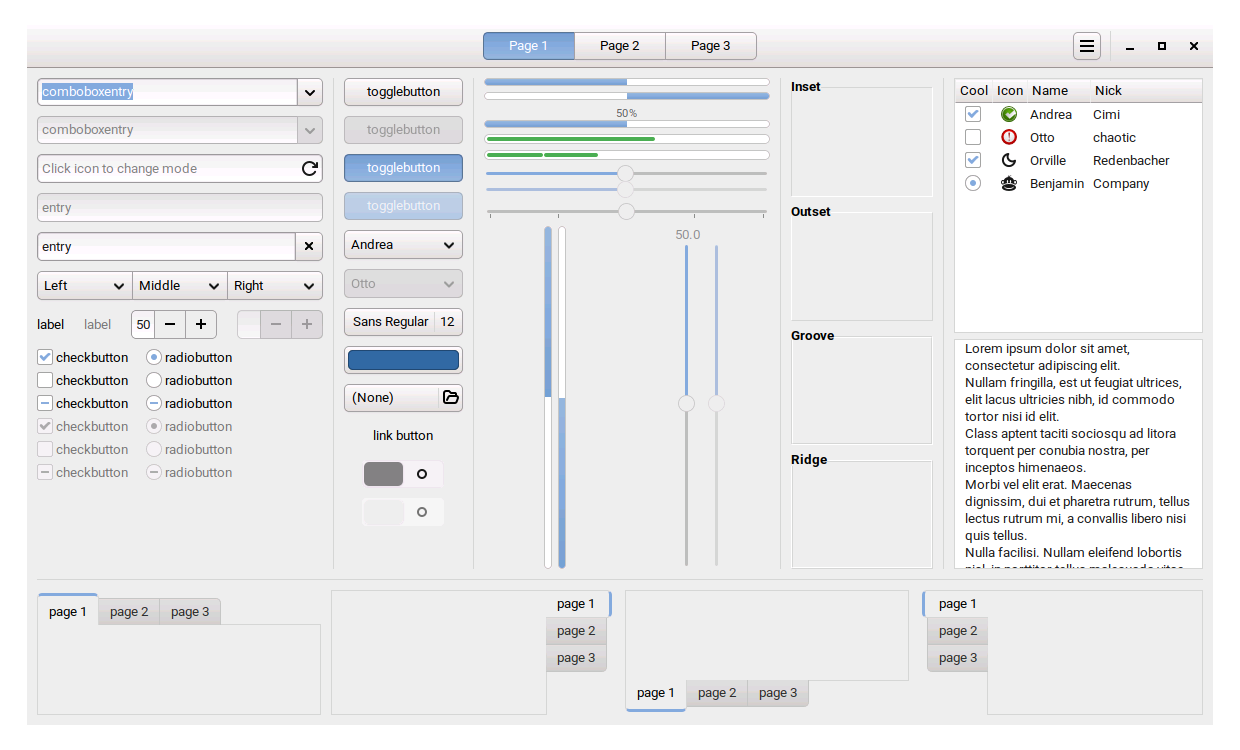 Page 1
Page 2
Page 3
comboboxentry
comboboxentry
Click icon to change mode
entry
entry
Left Middle Right
label label 50
checkbutton radiobutton
checkbutton radiobutton
checkbutton radiobutton
checkbutton radiobutton
checkbutton radiobutton
checkbutton radiobutton
togglebutton
togglebutton
togglebutton
togglebutton
Andrea
Otto
Sans Regular 12
(None)
link button
50%
50.0
Inset
Outset
Groove
Ridge
Cool Icon Name Nick
Andrea Cimi
Otto chaotic
Orville Redenbacher
Benjamin Company
Lorem ipsum dolor sit amet,
consectetur adipiscing elit.
Nullam fringilla, est ut feugiat ultrices,
elit lacus ultricies nibh, id commodo
tortor nisi id elit.
Class aptent taciti sociosqu ad litora
torquent per conubia nostra, per
inceptos himenaeos.
Morbi vel elit erat. Maecenas
dignissim, dui et pharetra rutrum, tellus
lectus rutrum mi, a convallis libero nisi
quis tellus.
Nulla facilisi. Nullam eleifend lobortis
page 1 page 2 page 3
page 1
page 2
page 3
page 1 page 2 page 3
page 1
page 2
page 3